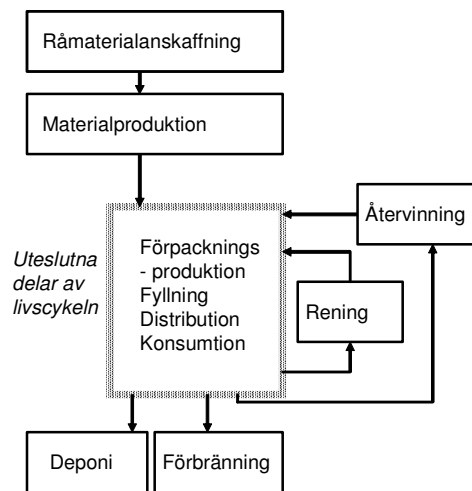 Råmaterialanskaffning
Materialproduktion
Återvinning
Uteslutna
delar av
livscykeln
Förpacknings
- produktion
Fyllning
Distribution
Konsumtion
Rening
Deponi
Förbränning